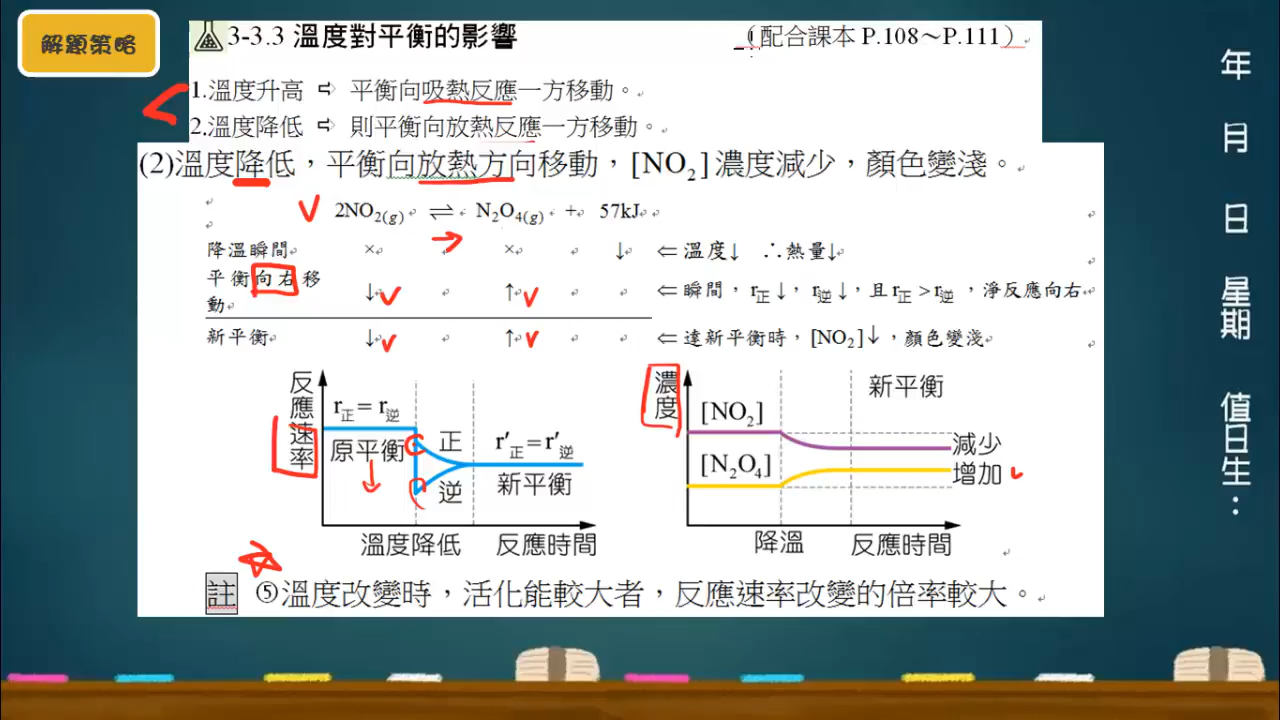 解題策略
3-3.3 溫度對平衡的影響 (配合課本 P.108～P.111)
1.溫度升高 ⇨ 平衡向吸熱反應一方移動。
2.溫度降低 ⇨ 則平衡向放熱反應一方移動。
(2)溫度降低，平衡向放熱方向移動，[NO₂]濃度減少，顏色變淺。
2NO₂(g) ⇌ N₂O₄(g) + 57kJ
降溫瞬間 × × ↓ ⇐ 溫度↓ ∴熱量↓
平衡向右移
動 ↓ ↑ ⇐ 瞬間，r正↓，r逆↓，且 r正＞r逆，淨反應向右
新平衡 ↓ ↑ ⇐ 達新平衡時，[NO₂]↓，顏色變淺
反應速率
r正＝r逆
原平衡
正
逆
r′正＝r′逆
新平衡
溫度降低 反應時間
濃度
新平衡
[NO₂]
減少
[N₂O₄]
增加
降溫 反應時間
註 ⑤溫度改變時，活化能較大者，反應速率改變的倍率較大。
年 月 日 星期 值日生：